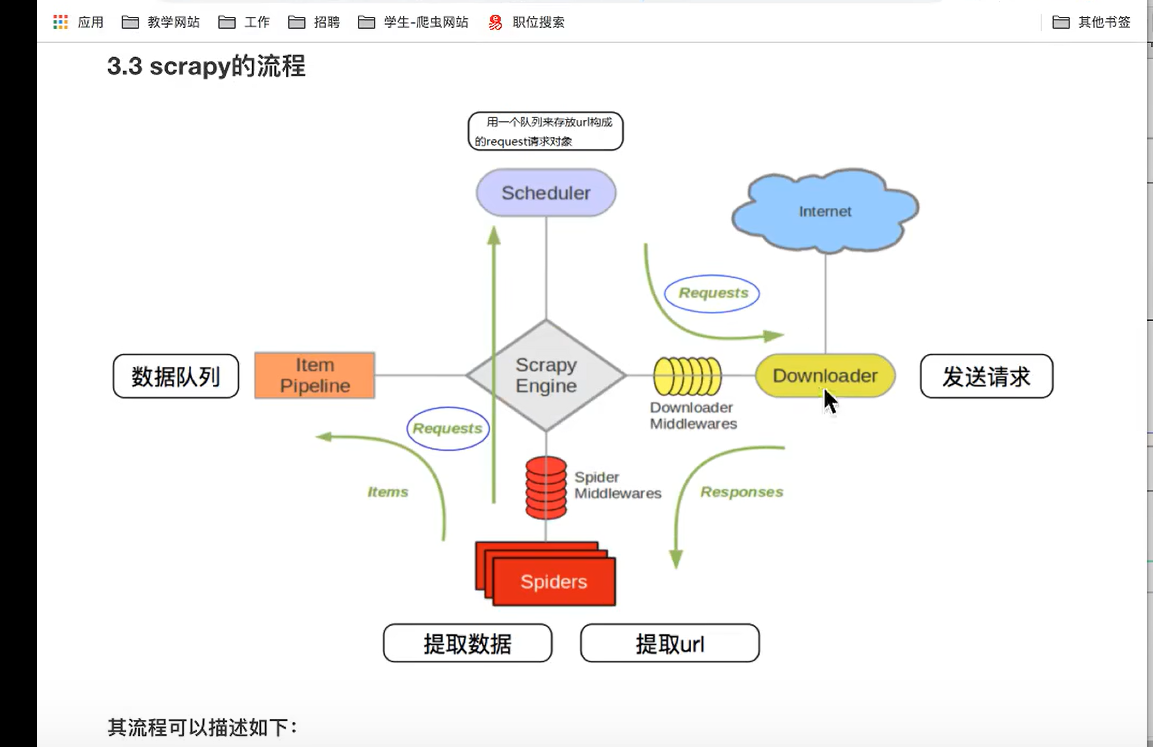 应用 教学网站 工作 招聘 学生-爬虫网站 职位搜索 其他书签
3.3 scrapy的流程
用一个队列来存放url构成
的request请求对象
Scheduler
Internet
Requests
数据队列
Item
Pipeline
Scrapy
Engine
Downloader
发送请求
Downloader
Middlewares
Requests
Items
Spider
Middlewares
Responses
Spiders
提取数据
提取url
其流程可以描述如下：